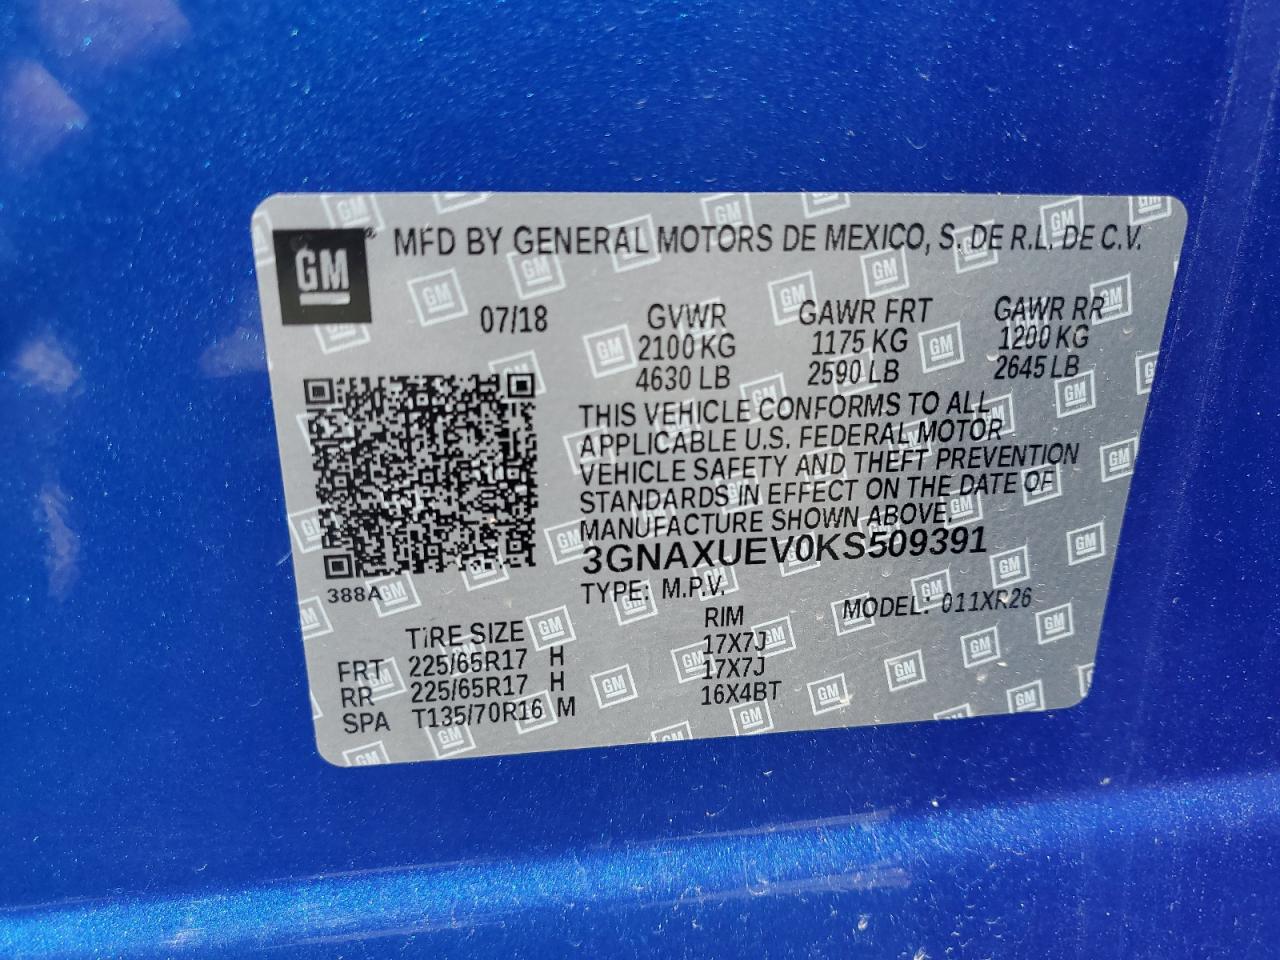 GM
MFD BY GENERAL MOTORS DE MEXICO, S. DE R.L. DE C.V.
07/18 GVWR GAWR FRT GAWR RR
2100 KG 1175 KG 1200 KG
4630 LB 2590 LB 2645 LB
THIS VEHICLE CONFORMS TO ALL
APPLICABLE U.S. FEDERAL MOTOR
VEHICLE SAFETY AND THEFT PREVENTION
STANDARDS IN EFFECT ON THE DATE OF
MANUFACTURE SHOWN ABOVE.
3GNAXUEV0KS509391
388A
TYPE: M.P.V. MODEL: 011XR26
TIRE SIZE RIM
FRT 225/65R17 H 17X7J
RR 225/65R17 H 17X7J
SPA T135/70R16 M 16X4BT